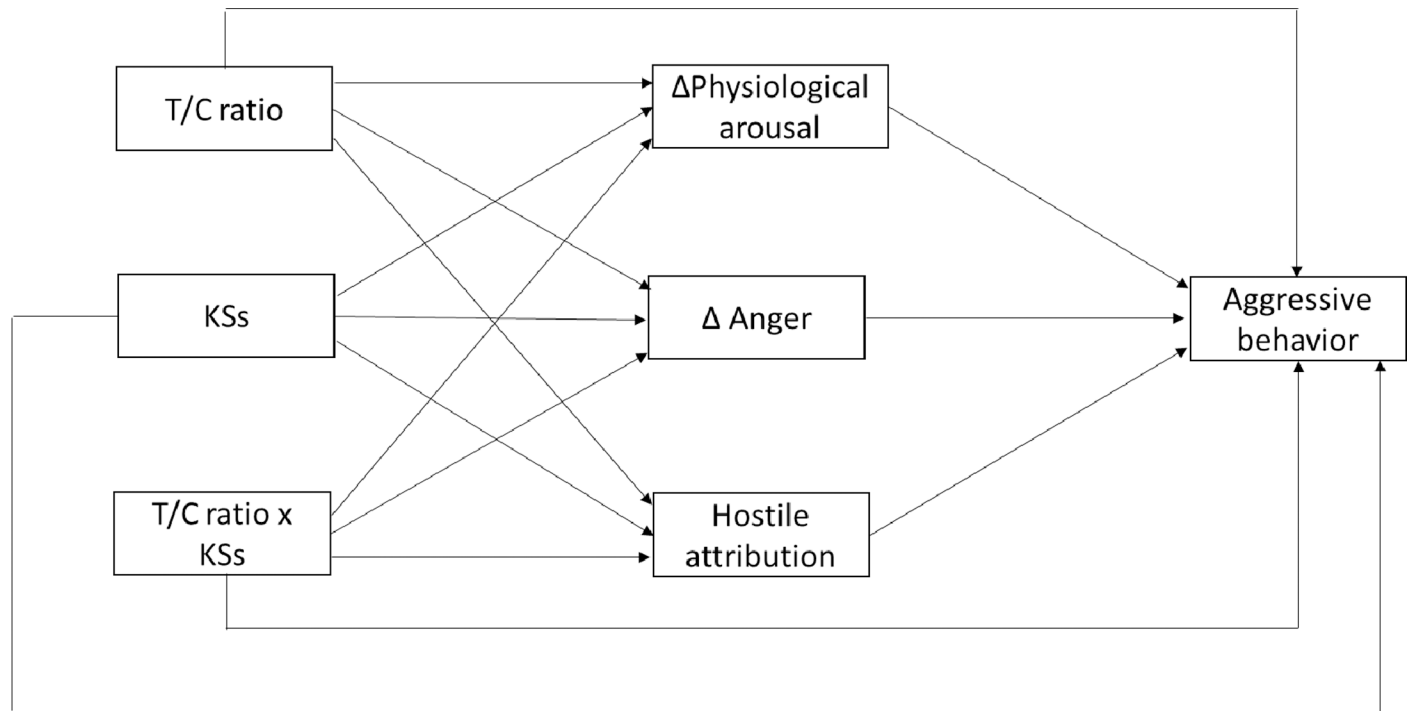 T/C ratio
ΔPhysiological
arousal
KSs
Δ Anger
Aggressive
behavior
T/C ratio x
KSs
Hostile
attribution